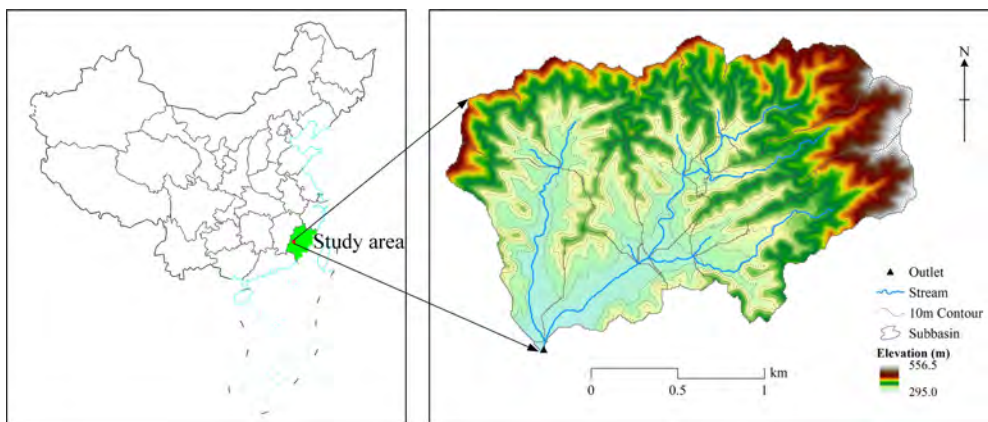 Study area
N
Outlet
Stream
10m Contour
Subbasin
Elevation (m)
556.5
295.0
km
0
0.5
1